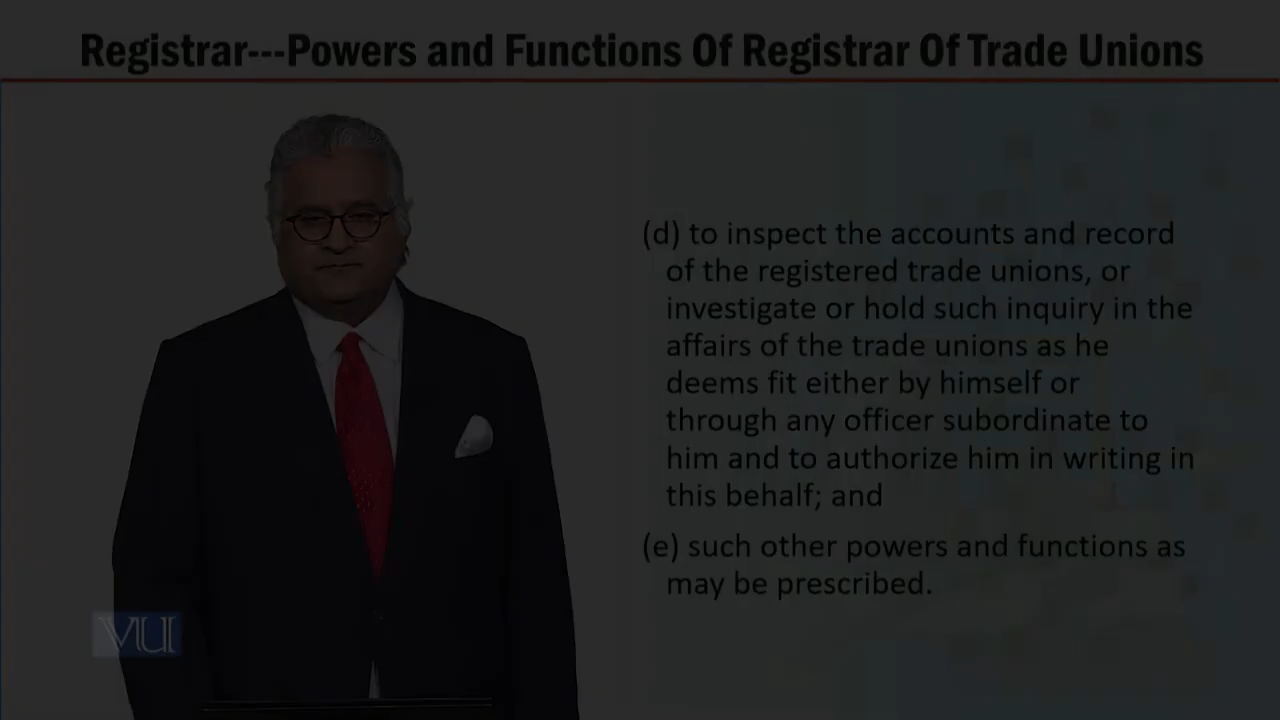 Registrar---Powers and Functions Of Registrar Of Trade Unions
(d) to inspect the accounts and record
of the registered trade unions, or
investigate or hold such inquiry in the
affairs of the trade unions as he
deems fit either by himself or
through any officer subordinate to
him and to authorize him in writing in
this behalf; and
(e) such other powers and functions as
may be prescribed.
VU